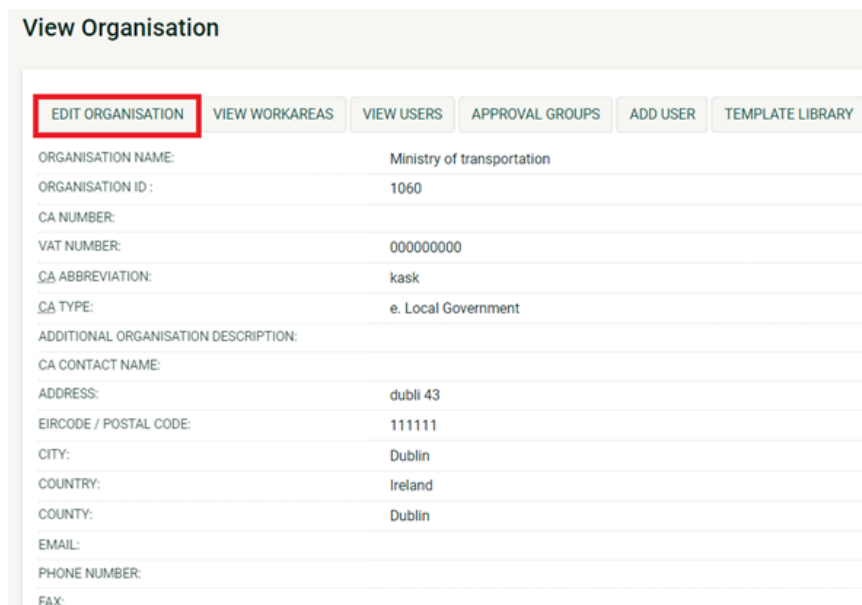 View Organisation
EDIT ORGANISATION VIEW WORKAREAS VIEW USERS APPROVAL GROUPS ADD USER TEMPLATE LIBRARY
ORGANISATION NAME: Ministry of transportation
ORGANISATION ID : 1060
CA NUMBER:
VAT NUMBER: 000000000
CA ABBREVIATION: kask
CA TYPE: e. Local Government
ADDITIONAL ORGANISATION DESCRIPTION:
CA CONTACT NAME:
ADDRESS: dubli 43
EIRCODE / POSTAL CODE: 111111
CITY: Dublin
COUNTRY: Ireland
COUNTY: Dublin
EMAIL:
PHONE NUMBER:
FAX: